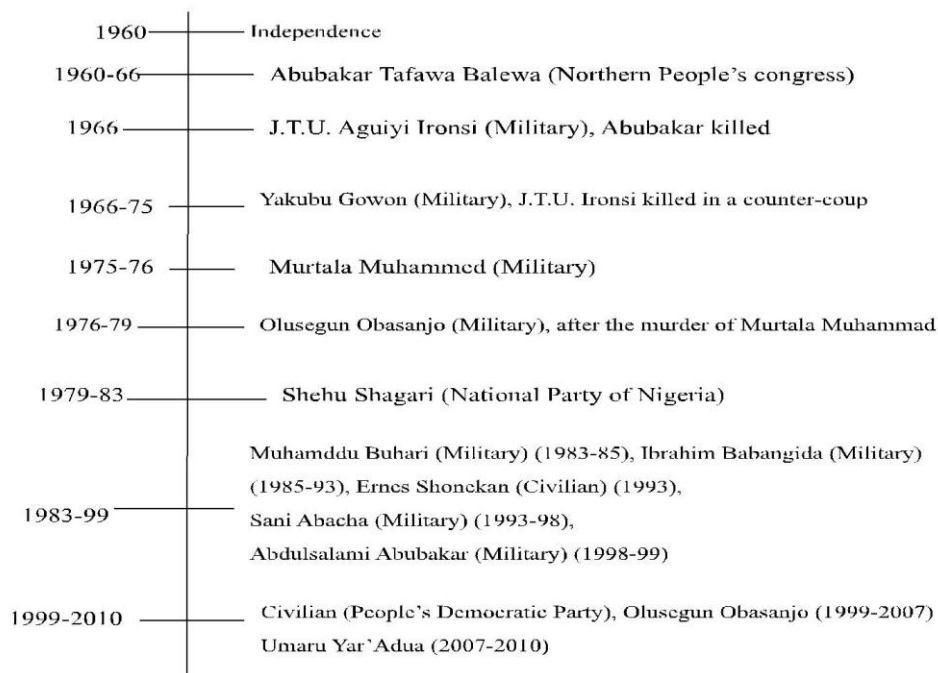 1960 Independence
1960-66 Abubakar Tafawa Balewa (Northern People's congress)
1966 J.T.U. Aguiyi Ironsi (Military), Abubakar killed
1966-75 Yakubu Gowon (Military), J.T.U. Ironsi killed in a counter-coup
1975-76 Murtala Muhammed (Military)
1976-79 Olusegun Obasanjo (Military), after the murder of Murtala Muhammad
1979-83 Shehu Shagari (National Party of Nigeria)
1983-99
Muhamddu Buhari (Military) (1983-85), Ibrahim Babangida (Military)
(1985-93), Ernes Shonekan (Civilian) (1993),
Sani Abacha (Military) (1993-98),
Abdulsalami Abubakar (Military) (1998-99)
1999-2010 Civilian (People's Democratic Party), Olusegun Obasanjo (1999-2007)
Umaru Yar'Adua (2007-2010)